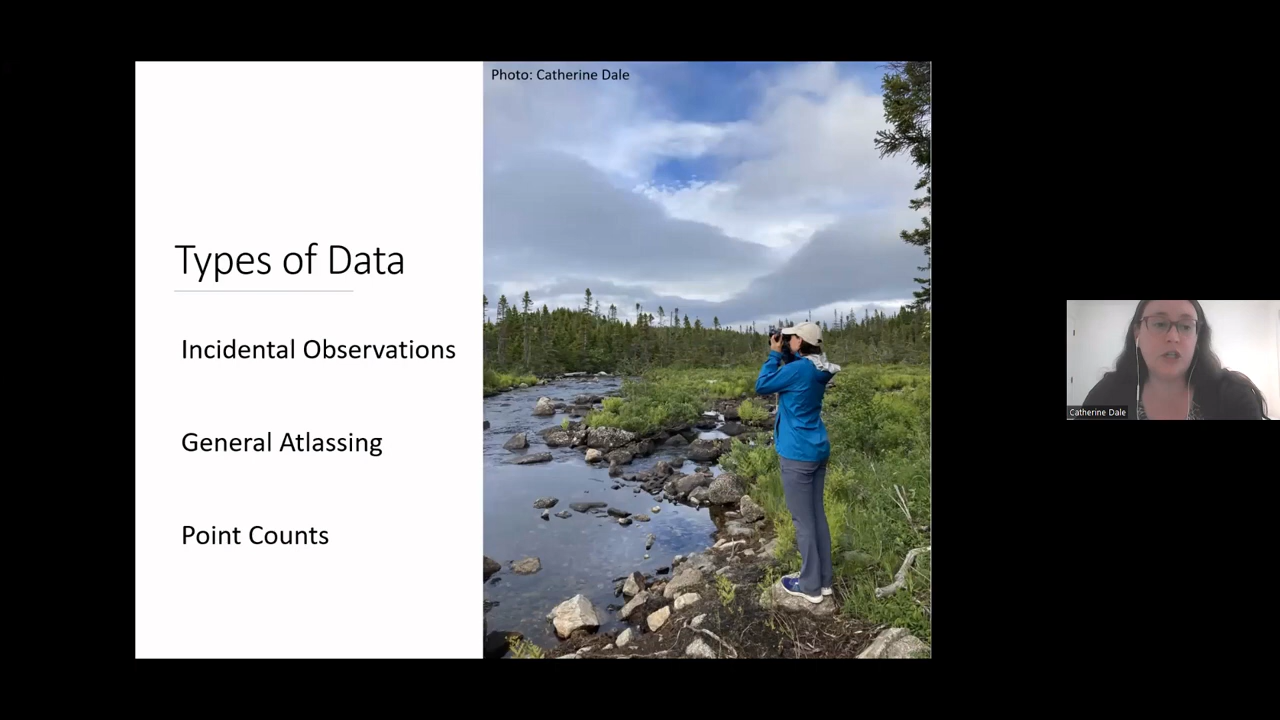 Photo: Catherine Dale
Types of Data
Incidental Observations
General Atlassing
Point Counts
Catherine Dale